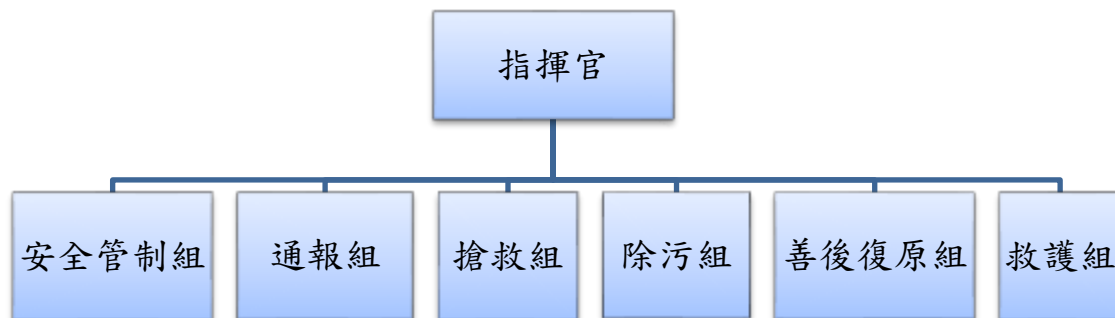 指揮官
安全管制組
通報組
搶救組
除污組
善後復原組
救護組